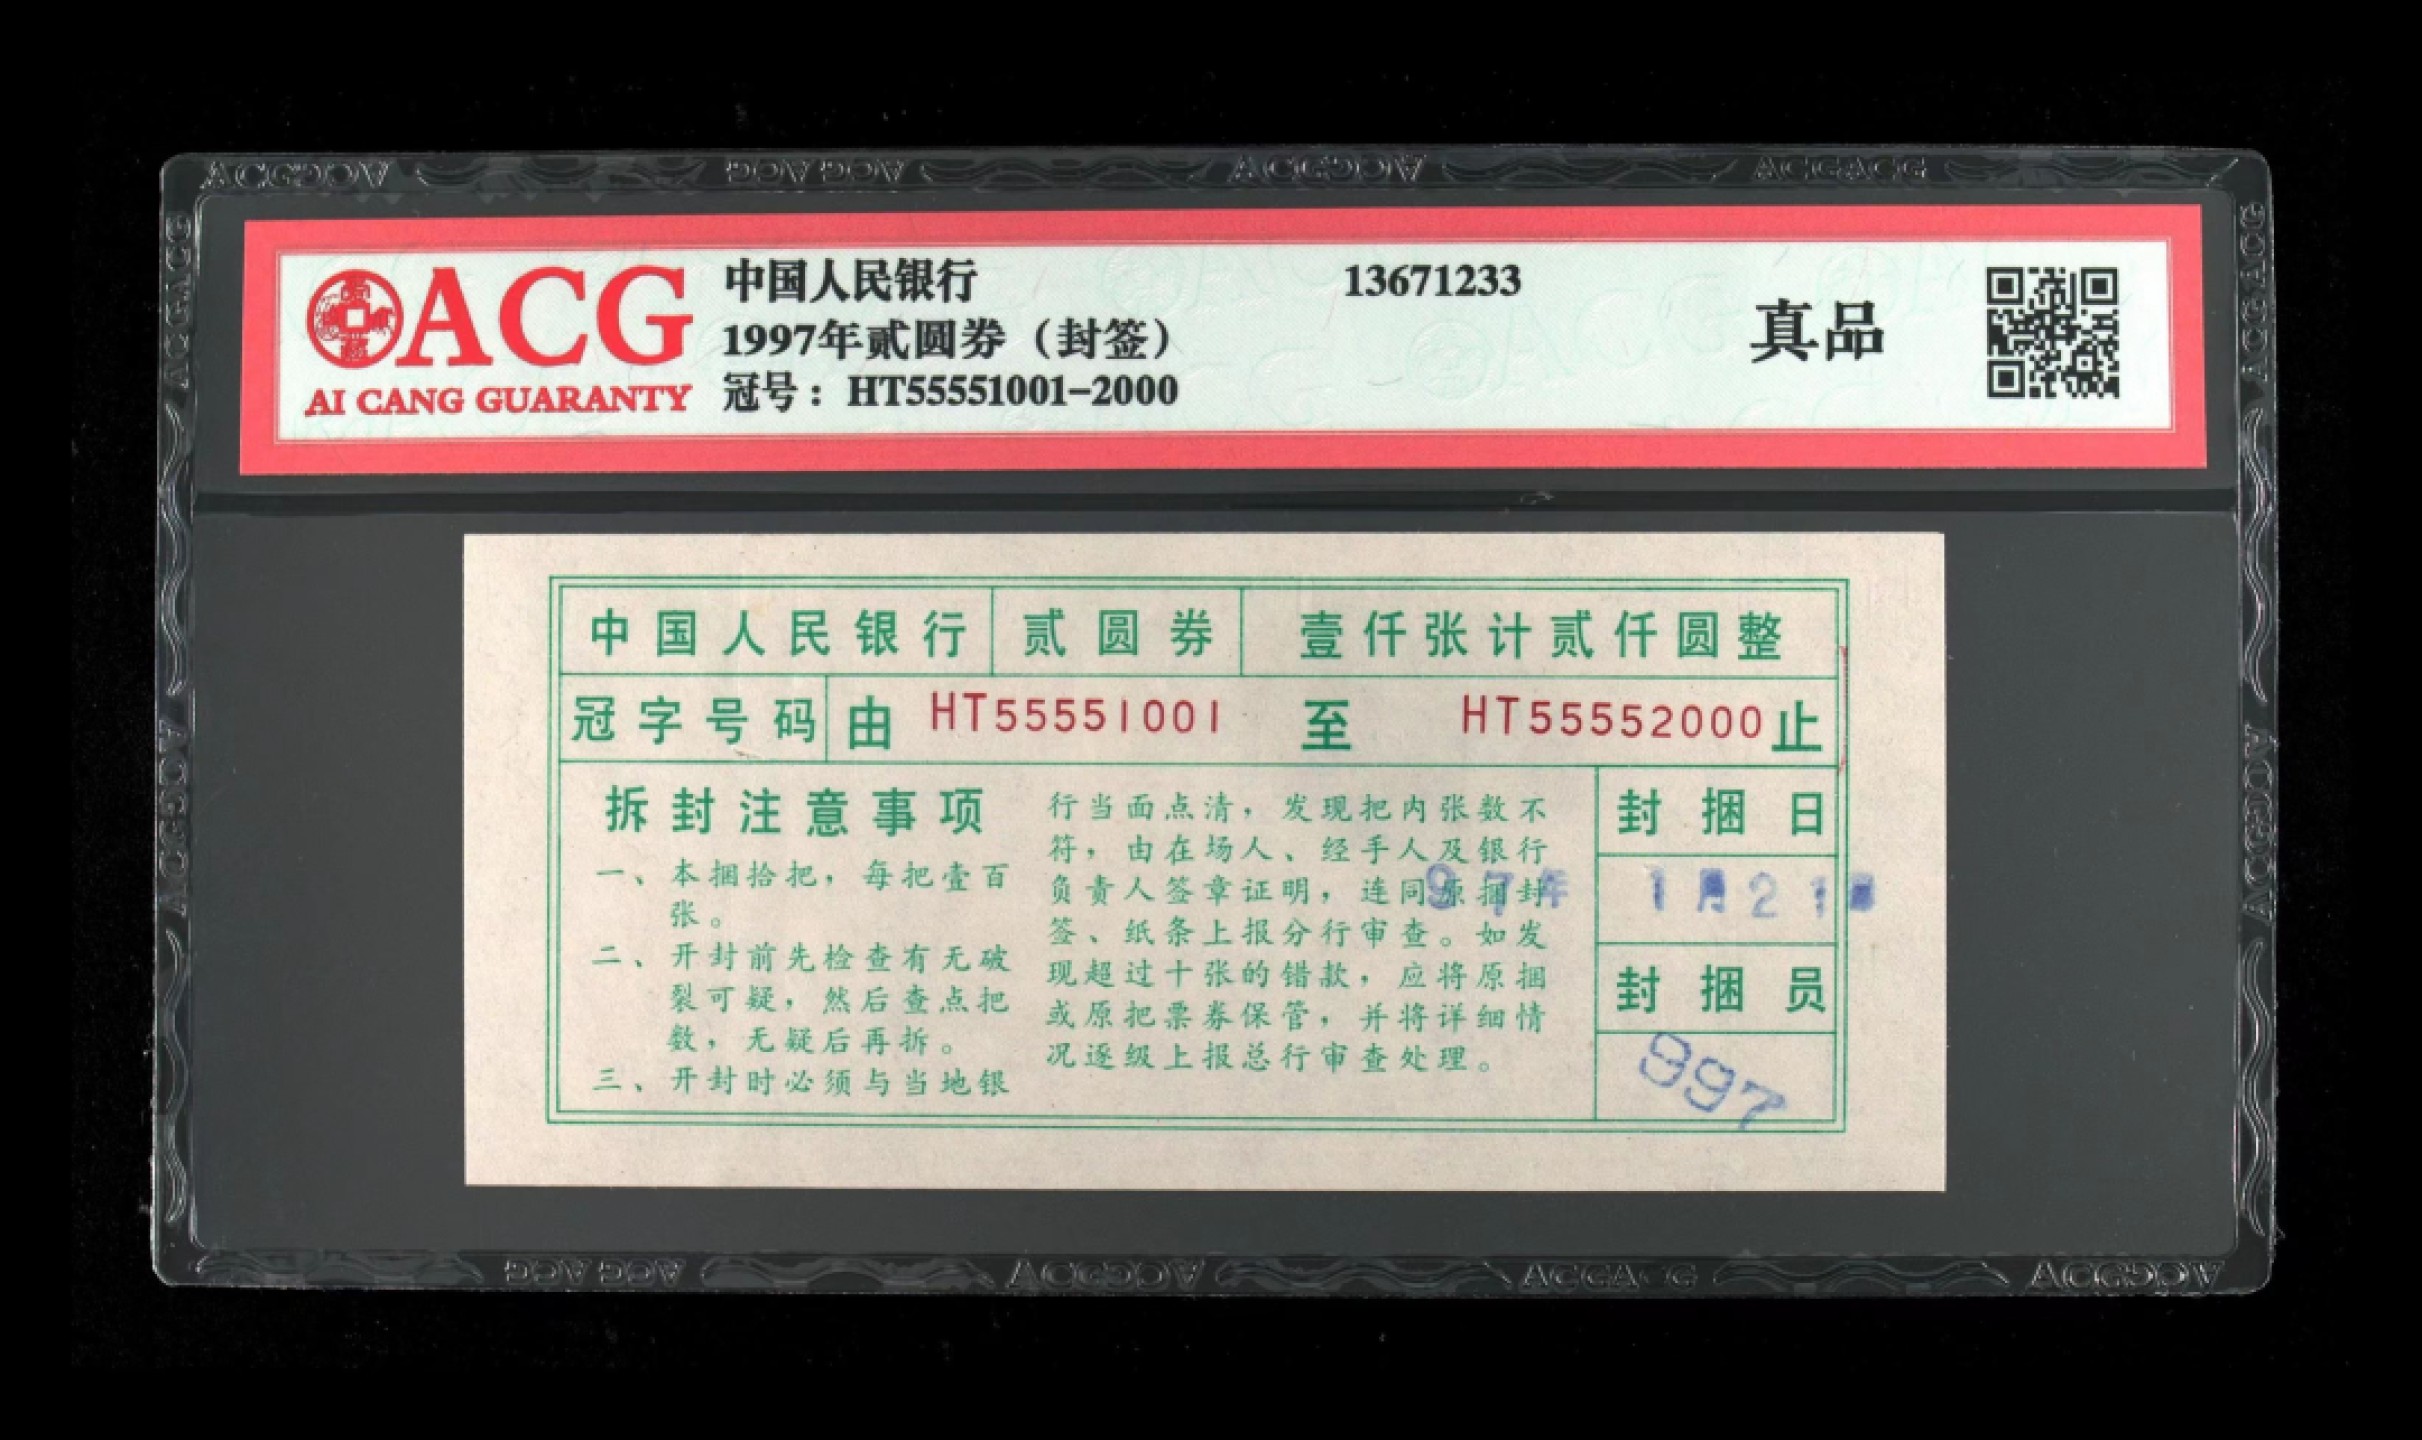 ACG
AI CANG GUARANTY
中国人民银行
1997年贰圆券（封签）
冠号：HT55551001-2000
13671233
真品
中国人民银行 贰圆券 壹仟张计贰仟圆整
冠字号码 由 HT55551001 至 HT55552000 止
拆封注意事项
一、本捆拾把，每把壹百
张。
二、开封前先检查有无破
裂可疑，然后查点把
数，无疑后再拆。
三、开封时必须与当地银
行当面点清，发现把内张数不
符，由在场人、经手人及银行
负责人签章证明，连同原捆封
签、纸条上报分行审查。如发
现超过十张的错款，应将原捆
或原把票券保管，并将详细情
况逐级上报总行审查处理。
封捆日
97年 1月21
封捆员
997